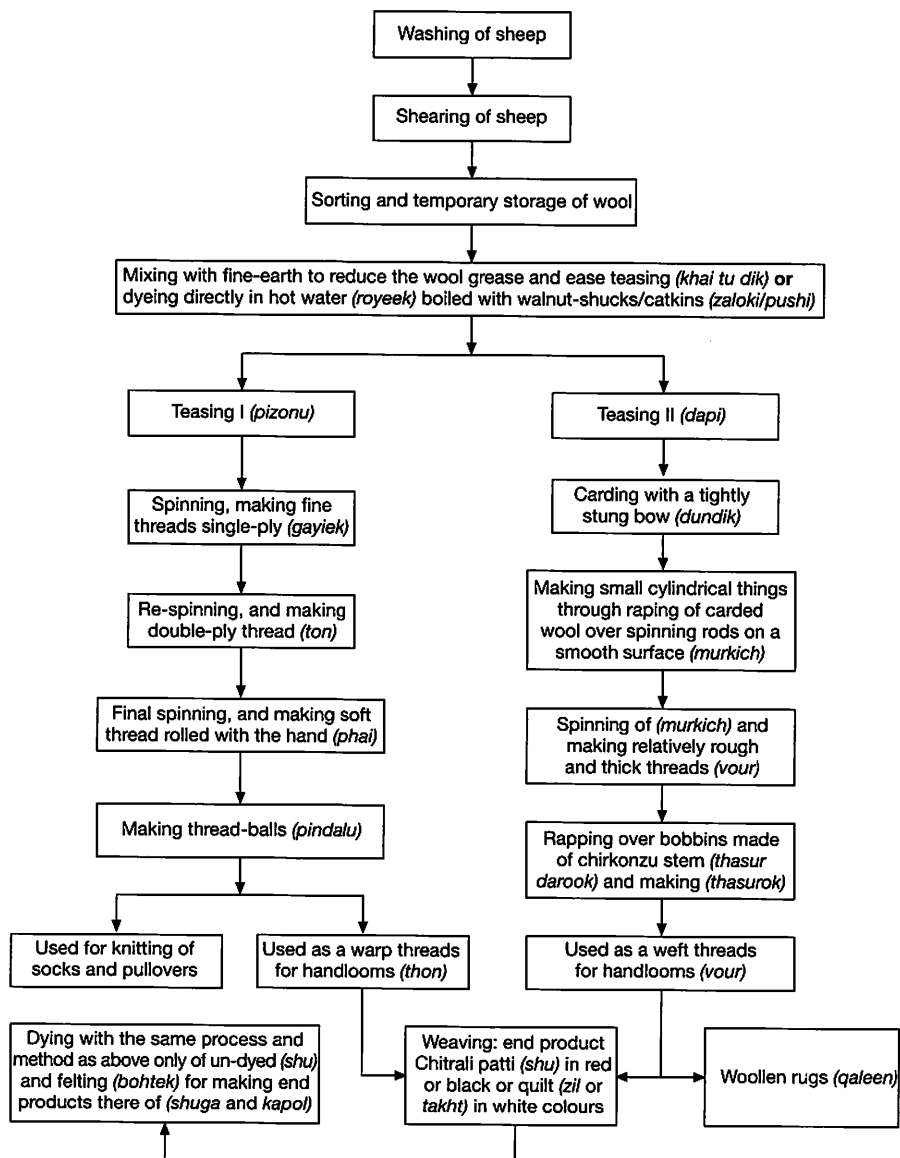 Washing of sheep
Shearing of sheep
Sorting and temporary storage of wool
Mixing with fine-earth to reduce the wool grease and ease teasing (khai tu dik) or
dyeing directly in hot water (royeek) boiled with walnut-shucks/catkins (zaloki/pushi)
Teasing I (pizonu)
Spinning, making fine
threads single-ply (gayiek)
Re-spinning, and making
double-ply thread (ton)
Final spinning, and making soft
thread rolled with the hand (phai)
Making thread-balls (pindalu)
Teasing II (dapi)
Carding with a tightly
stung bow (dundik)
Making small cylindrical things
through raping of carded
wool over spinning rods on a
smooth surface (murkich)
Spinning of (murkich) and
making relatively rough
and thick threads (vour)
Rapping over bobbins made
of chirkonzu stem (thasur
darook) and making (thasurok)
Used for knitting of
socks and pullovers
Used as a warp threads
for handlooms (thon)
Used as a weft threads
for handlooms (vour)
Dying with the same process and
method as above only of un-dyed (shu)
and felting (bohtek) for making end
products there of (shuga and kapol)
Weaving: end product
Chitrali patti (shu) in red
or black or quilt (zil or
takht) in white colours
Woollen rugs (qaleen)